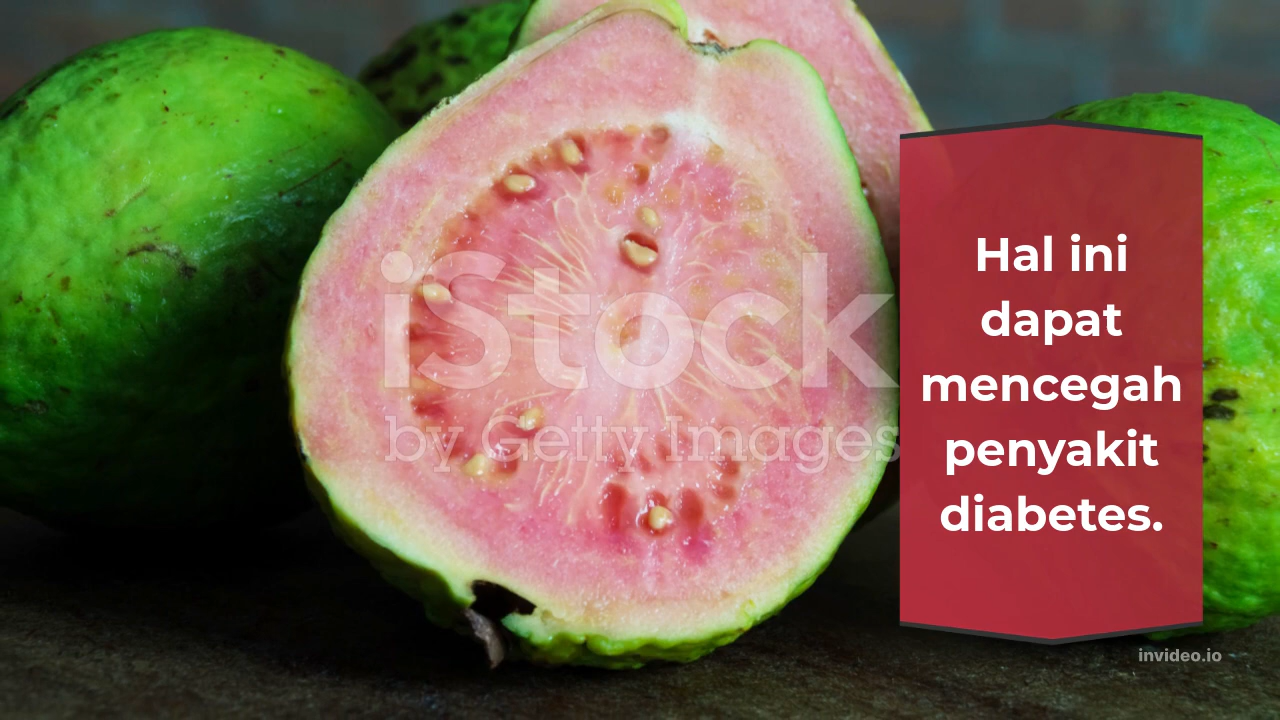 iStock
by Getty Images
Hal ini
dapat
mencegah
penyakit
diabetes.
invideo.io